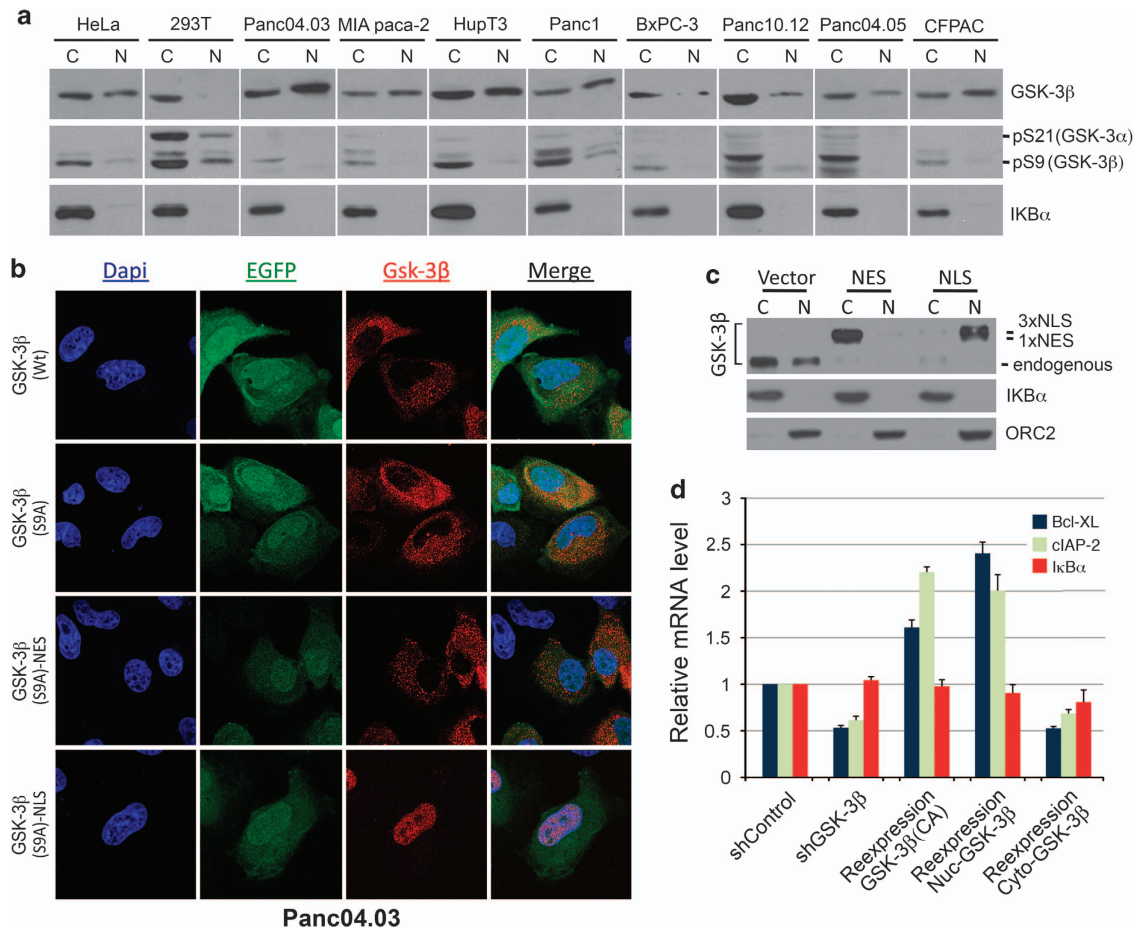 a
HeLa 293T Panc04.03 MIA paca-2 HupT3 Panc1 BxPC-3 Panc10.12 Panc04.05 CFPAC
C N C N C N C N C N C N C N C N C N C N
GSK-3β
pS21(GSK-3α)
pS9(GSK-3β)
IKBα
b
Dapi EGFP Gsk-3β Merge
GSK-3β
(Wt)
GSK-3β
(S9A)
GSK-3β
(S9A)-NES
GSK-3β
(S9A)-NLS
Panc04.03
c
Vector NES NLS
C N C N C N
GSK-3β
3xNLS
1xNES
endogenous
IKBα
ORC2
d
Relative mRNA level
3
2.5
2
1.5
1
0.5
0
Bcl-XL
cIAP-2
IκBα
shControl
shGSK-3β
Reexpression
GSK-3β(CA)
Reexpression
Nuc-GSK-3β
Reexpression
Cyto-GSK-3β